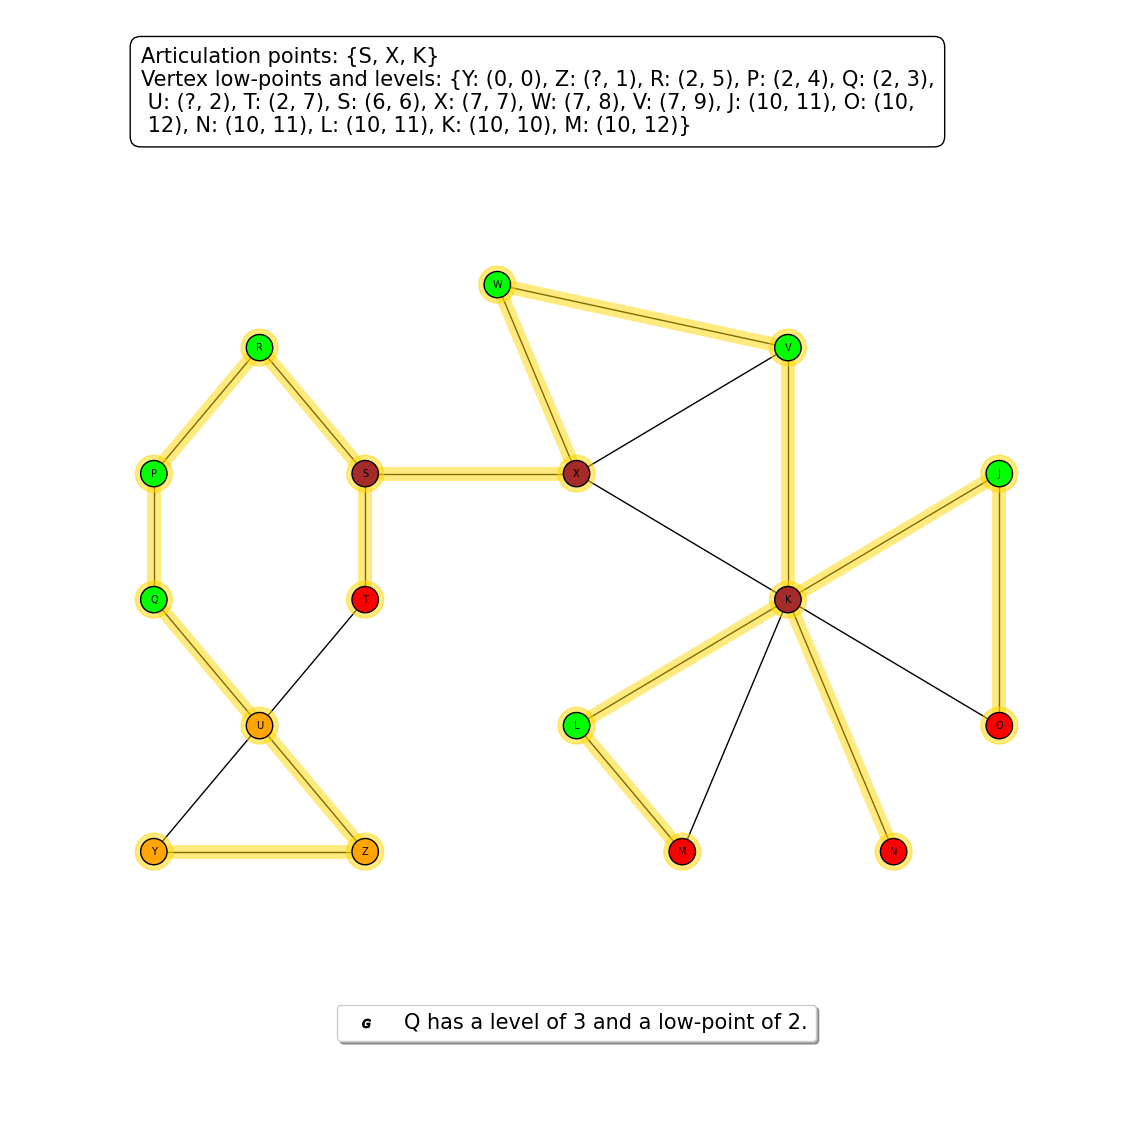 Articulation points: {S, X, K}
Vertex low-points and levels: {Y: (0, 0), Z: (?, 1), R: (2, 5), P: (2, 4), Q: (2, 3),
U: (?, 2), T: (2, 7), S: (6, 6), X: (7, 7), W: (7, 8), V: (7, 9), J: (10, 11), O: (10,
12), N: (10, 11), L: (10, 11), K: (10, 10), M: (10, 12)}
W
R
V
P
S
X
J
Q
T
K
U
L
O
Y
Z
M
N
G Q has a level of 3 and a low-point of 2.